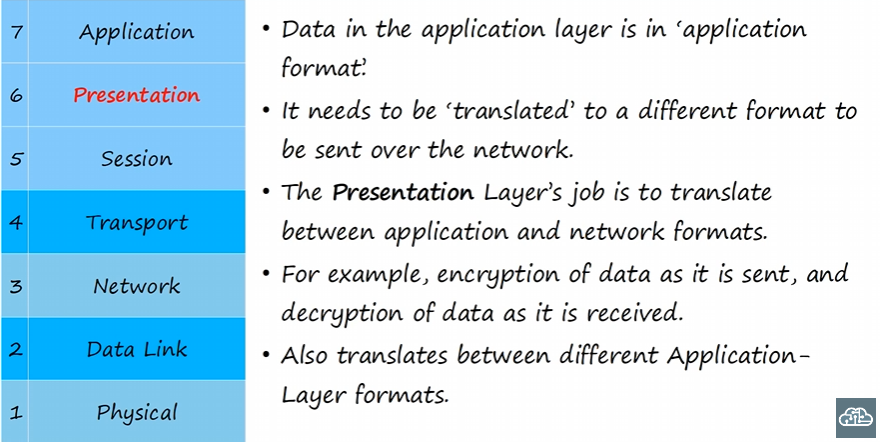 7 Application
6 Presentation
5 Session
4 Transport
3 Network
2 Data Link
1 Physical
• Data in the application layer is in ‘application
format’.
• It needs to be ‘translated’ to a different format to
be sent over the network.
• The Presentation Layer’s job is to translate
between application and network formats.
• For example, encryption of data as it is sent, and
decryption of data as it is received.
• Also translates between different Application-
Layer formats.